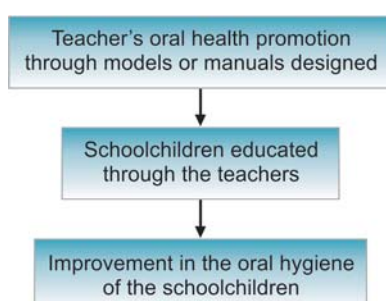 Teacher's oral health promotion
through models or manuals designed
Schoolchildren educated
through the teachers
Improvement in the oral hygiene
of the schoolchildren